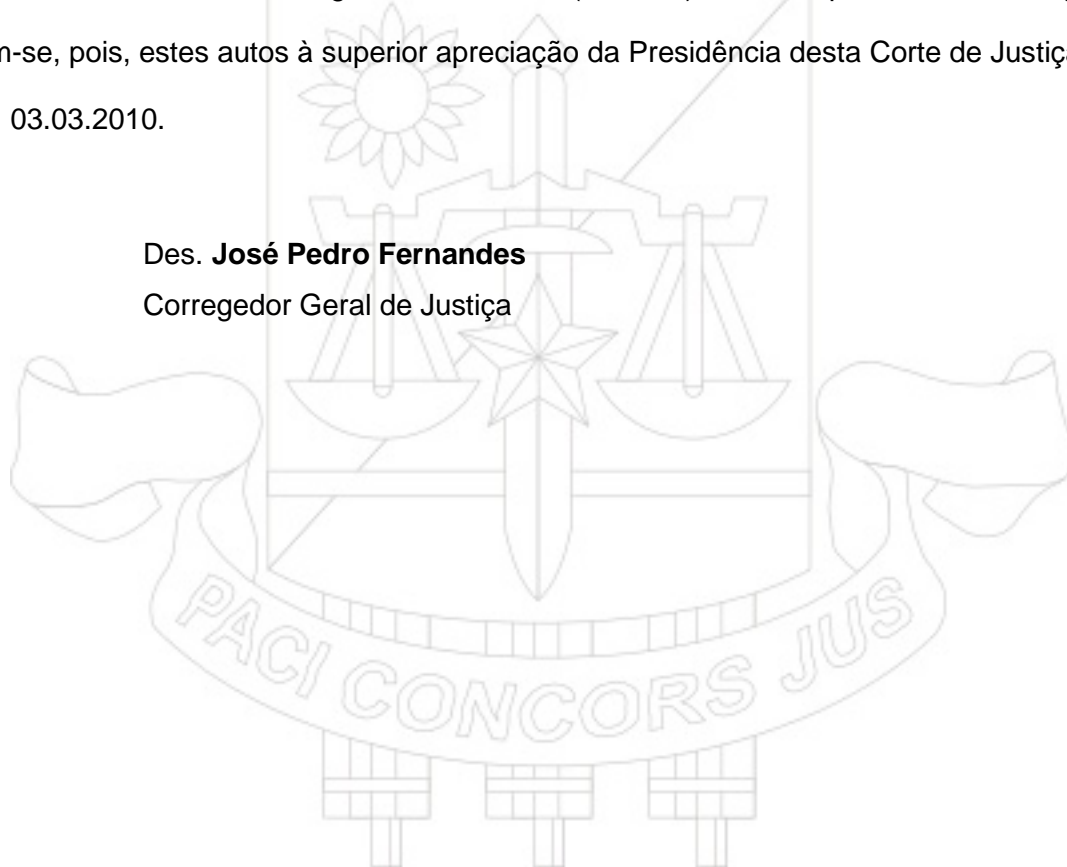 m-se, pois, estes autos à superior apreciação da Presidência desta Corte de Justiça
03.03.2010.
Des. José Pedro Fernandes
Corregedor Geral de Justiça
PACI CONCORS JUS